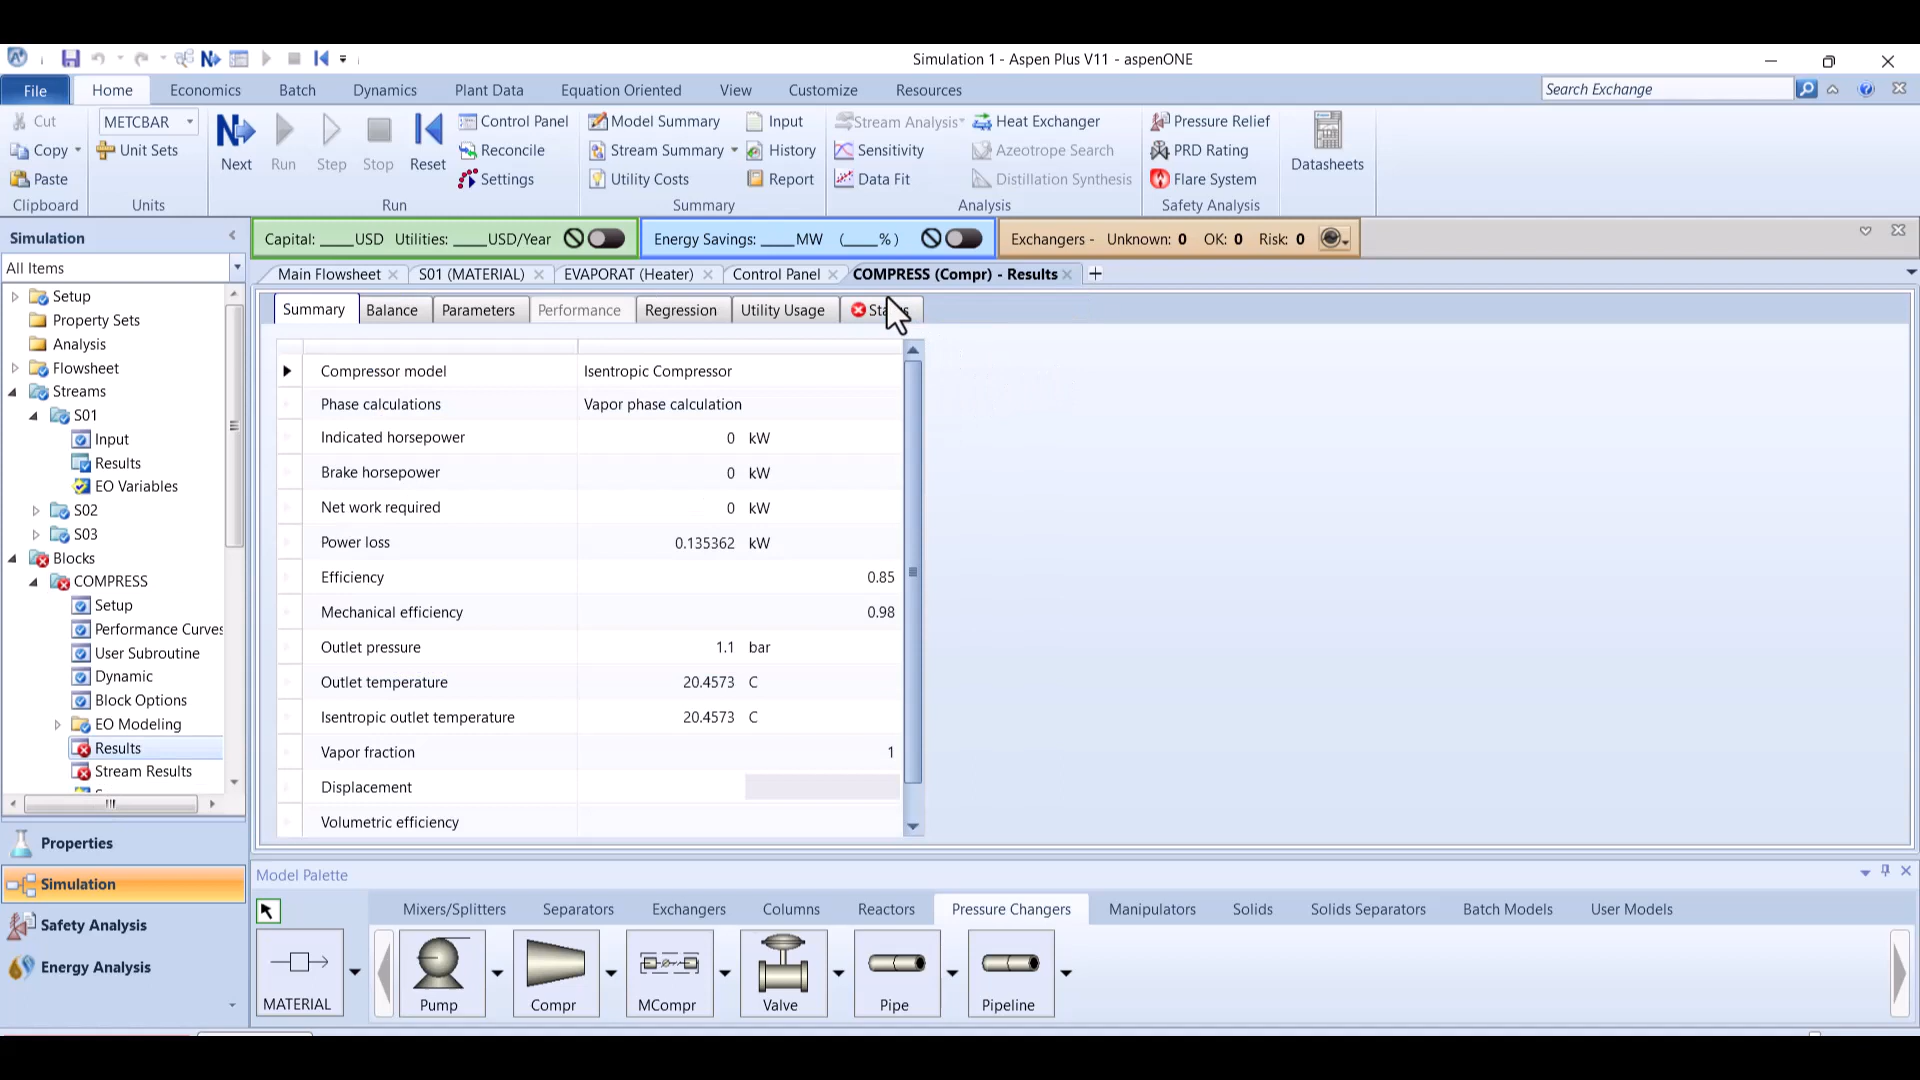 Simulation 1 - Aspen Plus V11 - aspenONE
File Home Economics Batch Dynamics Plant Data Equation Oriented View Customize Resources Search Exchange
Cut METCBAR Control Panel Model Summary Input Stream Analysis Heat Exchanger Pressure Relief
Copy Unit Sets Reconcile Stream Summary History Sensitivity Azeotrope Search PRD Rating
Next Run Step Stop Reset Datasheets
Paste Settings Utility Costs Report Data Fit Distillation Synthesis Flare System
Clipboard Units Run Summary Analysis Safety Analysis
Simulation Capital: ____USD Utilities: ____USD/Year Energy Savings: ____MW (____%) Exchangers - Unknown: 0 OK: 0 Risk: 0
All Items Main Flowsheet S01 (MATERIAL) EVAPORAT (Heater) Control Panel COMPRESS (Compr) - Results
Summary Balance Parameters Performance Regression Utility Usage
Setup
Property Sets
Analysis
Flowsheet
Streams
S01
Input
Results
EO Variables
S02
S03
Blocks
COMPRESS
Setup
Performance Curves
User Subroutine
Dynamic
Block Options
EO Modeling
Results
Stream Results
Compressor model Isentropic Compressor
Phase calculations Vapor phase calculation
Indicated horsepower 0 kW
Brake horsepower 0 kW
Net work required 0 kW
Power loss 0.135362 kW
Efficiency 0.85
Mechanical efficiency 0.98
Outlet pressure 1.1 bar
Outlet temperature 20.4573 C
Isentropic outlet temperature 20.4573 C
Vapor fraction 1
Displacement
Volumetric efficiency
Properties
Simulation
Safety Analysis
Energy Analysis
Model Palette
Mixers/Splitters Separators Exchangers Columns Reactors Pressure Changers Manipulators Solids Solids Separators Batch Models User Models
MATERIAL Pump Compr MCompr Valve Pipe Pipeline